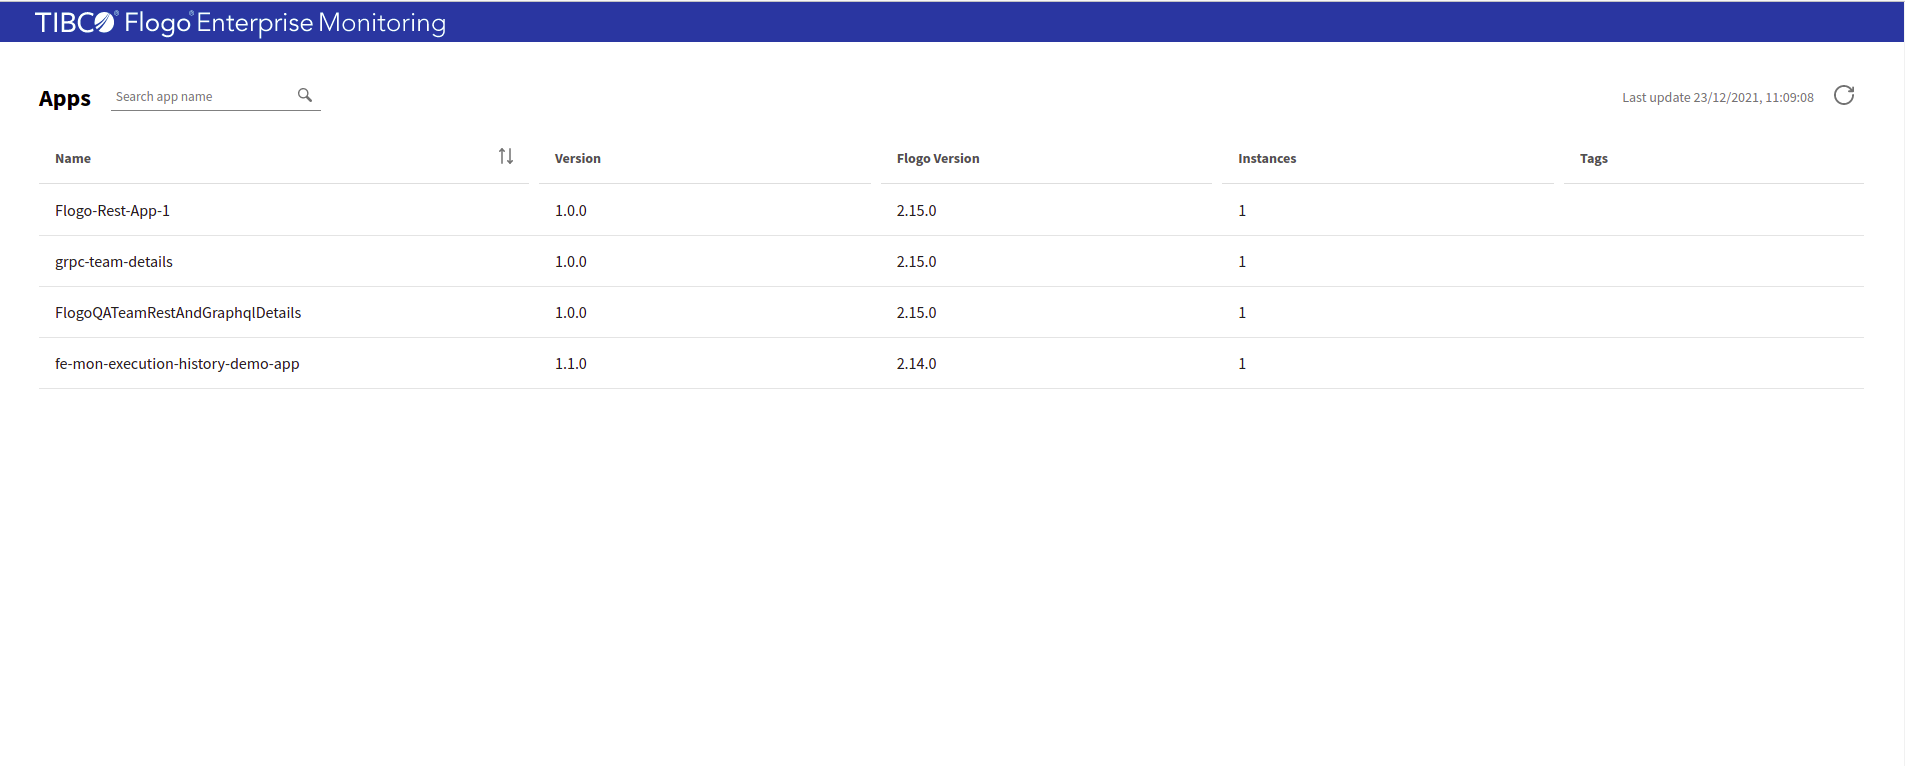 TIBCO® Flogo® Enterprise Monitoring
Apps Search app name Last update 23/12/2021, 11:09:08
Name Version Flogo Version Instances Tags
Flogo-Rest-App-1 1.0.0 2.15.0 1
grpc-team-details 1.0.0 2.15.0 1
FlogoQATeamRestAndGraphqlDetails 1.0.0 2.15.0 1
fe-mon-execution-history-demo-app 1.1.0 2.14.0 1